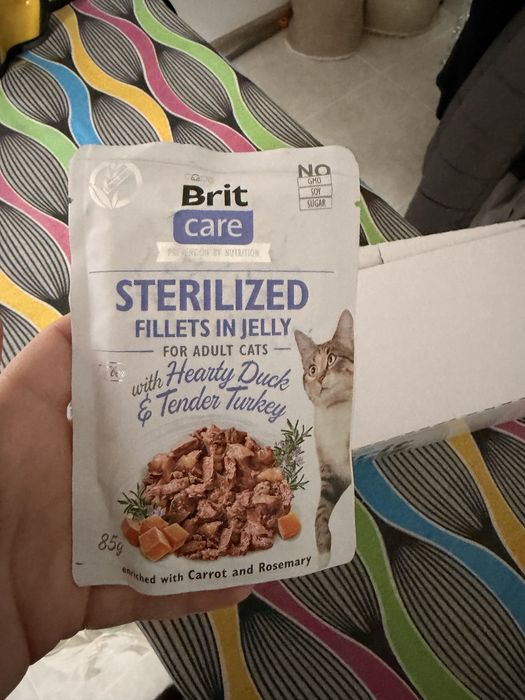 Brit
care
PREVENTION BY NUTRITION
NO
GMO
SOY
SUGAR
STERILIZED
FILLETS IN JELLY
FOR ADULT CATS
with Hearty Duck
& Tender Turkey
85g
enriched with Carrot and Rosemary